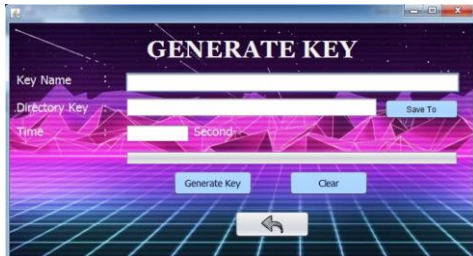 GENERATE KEY
Key Name :
Directory Key : Save To
Time : Second
Generate Key Clear